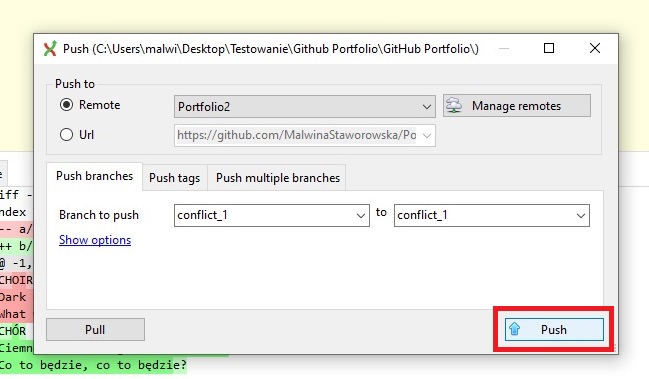 Push (C:\Users\malwi\Desktop\Testowanie\Github Portfolio\GitHub Portfolio\)
Push to
Remote
Portfolio2
Manage remotes
Url
https://github.com/MalwinaStaworowska/Po
Push branches
Push tags
Push multiple branches
Branch to push
conflict_1
to
conflict_1
Show options
Pull
Push
iff -
ndex
-- a/
++ b/
@ -1,
CHOIR
Dark
What
CHÓR
Ciemn
Co to będzie, co to będzie?